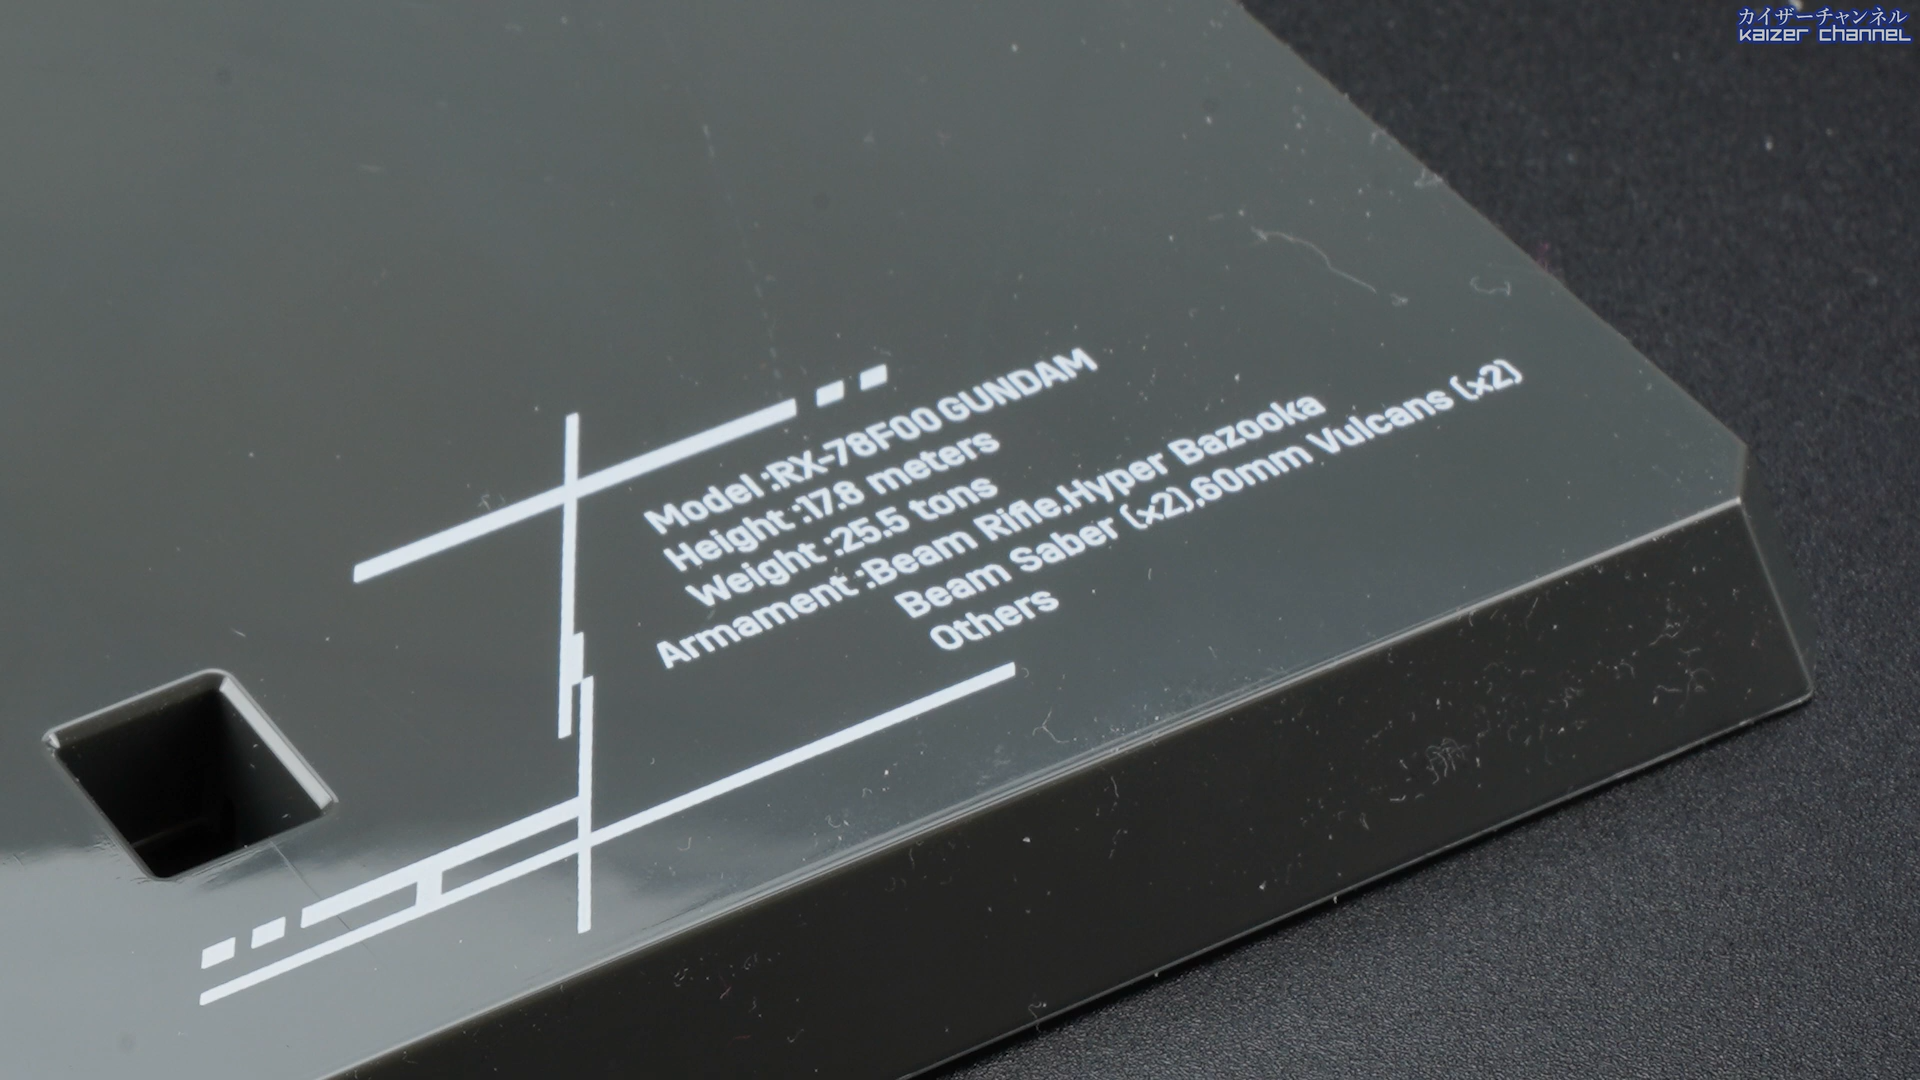 カイザーチャンネル
Kaizer Channel
Model :RX-78F00 GUNDAM
Height :17.8 meters
Weight :25.5 tons
Armament :Beam Rifle,Hyper Bazooka
Beam Saber (x2),60mm Vulcans (x2)
Others